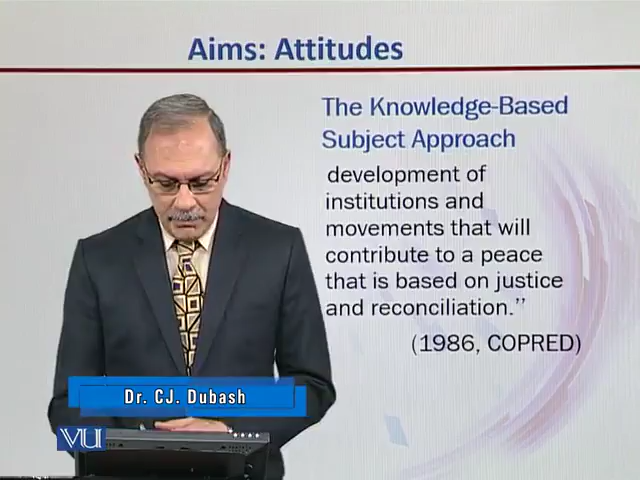 Aims: Attitudes
The Knowledge-Based
Subject Approach
development of
institutions and
movements that will
contribute to a peace
that is based on justice
and reconciliation.”
(1986, COPRED)
Dr. CJ. Dubash
VU